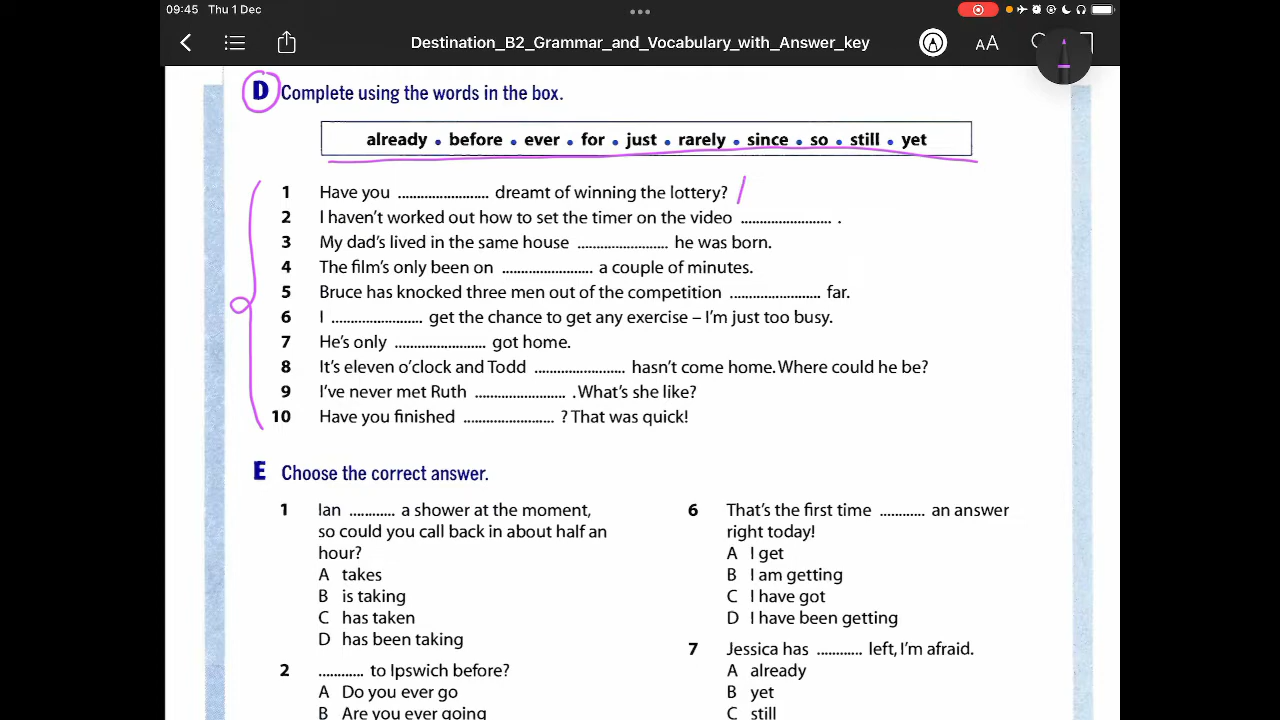 09:45 Thu 1 Dec
Destination_B2_Grammar_and_Vocabulary_with_Answer_key
AA
D Complete using the words in the box.
already • before • ever • for • just • rarely • since • so • still • yet
1 Have you ........................ dreamt of winning the lottery?
2 I haven't worked out how to set the timer on the video ........................ .
3 My dad's lived in the same house ........................ he was born.
4 The film's only been on ........................ a couple of minutes.
5 Bruce has knocked three men out of the competition ........................ far.
6 I ........................ get the chance to get any exercise – I'm just too busy.
7 He's only ........................ got home.
8 It's eleven o'clock and Todd ........................ hasn't come home. Where could he be?
9 I've never met Ruth ........................ . What's she like?
10 Have you finished ........................ ? That was quick!
E Choose the correct answer.
1 Ian ............ a shower at the moment,
so could you call back in about half an
hour?
A takes
B is taking
C has taken
D has been taking
2 ............ to Ipswich before?
A Do you ever go
B Are you ever going
6 That's the first time ............ an answer
right today!
A I get
B I am getting
C I have got
D I have been getting
7 Jessica has ............ left, I'm afraid.
A already
B yet
C still